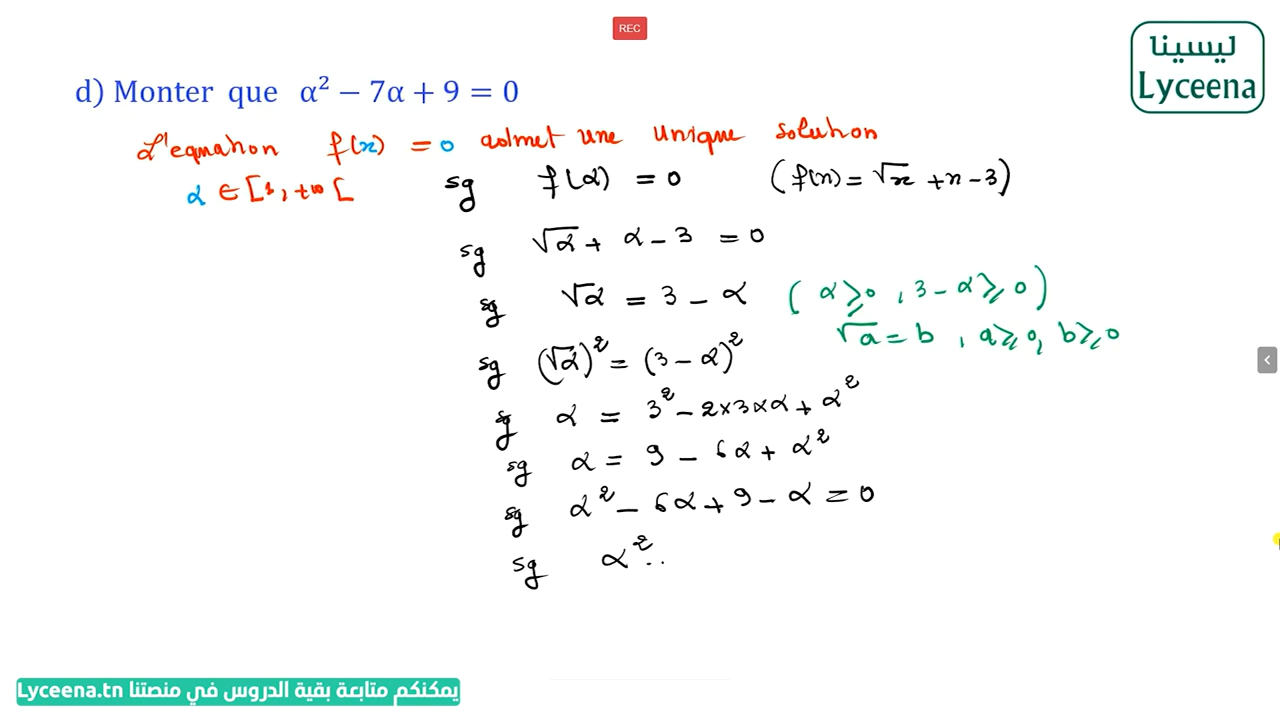 REC
ليسينا
Lyceena
d) Monter que α² − 7α + 9 = 0
L'equation f(x) = 0 admet une unique solution
α ∈ [1, +∞ [
sg f(α) = 0 (f(x) = √x + x − 3)
sg √α + α − 3 = 0
sg √α = 3 − α (α ⩾ 0, 3 − α ⩾ 0)
√a = b, a ⩾ 0, b ⩾ 0
sg (√α)² = (3 − α)²
sg α = 3² − 2×3×α + α²
sg α = 9 − 6α + α²
sg α² − 6α + 9 − α = 0
sg α² ..
يمكنكم متابعة بقية الدروس في منصتنا Lyceena.tn